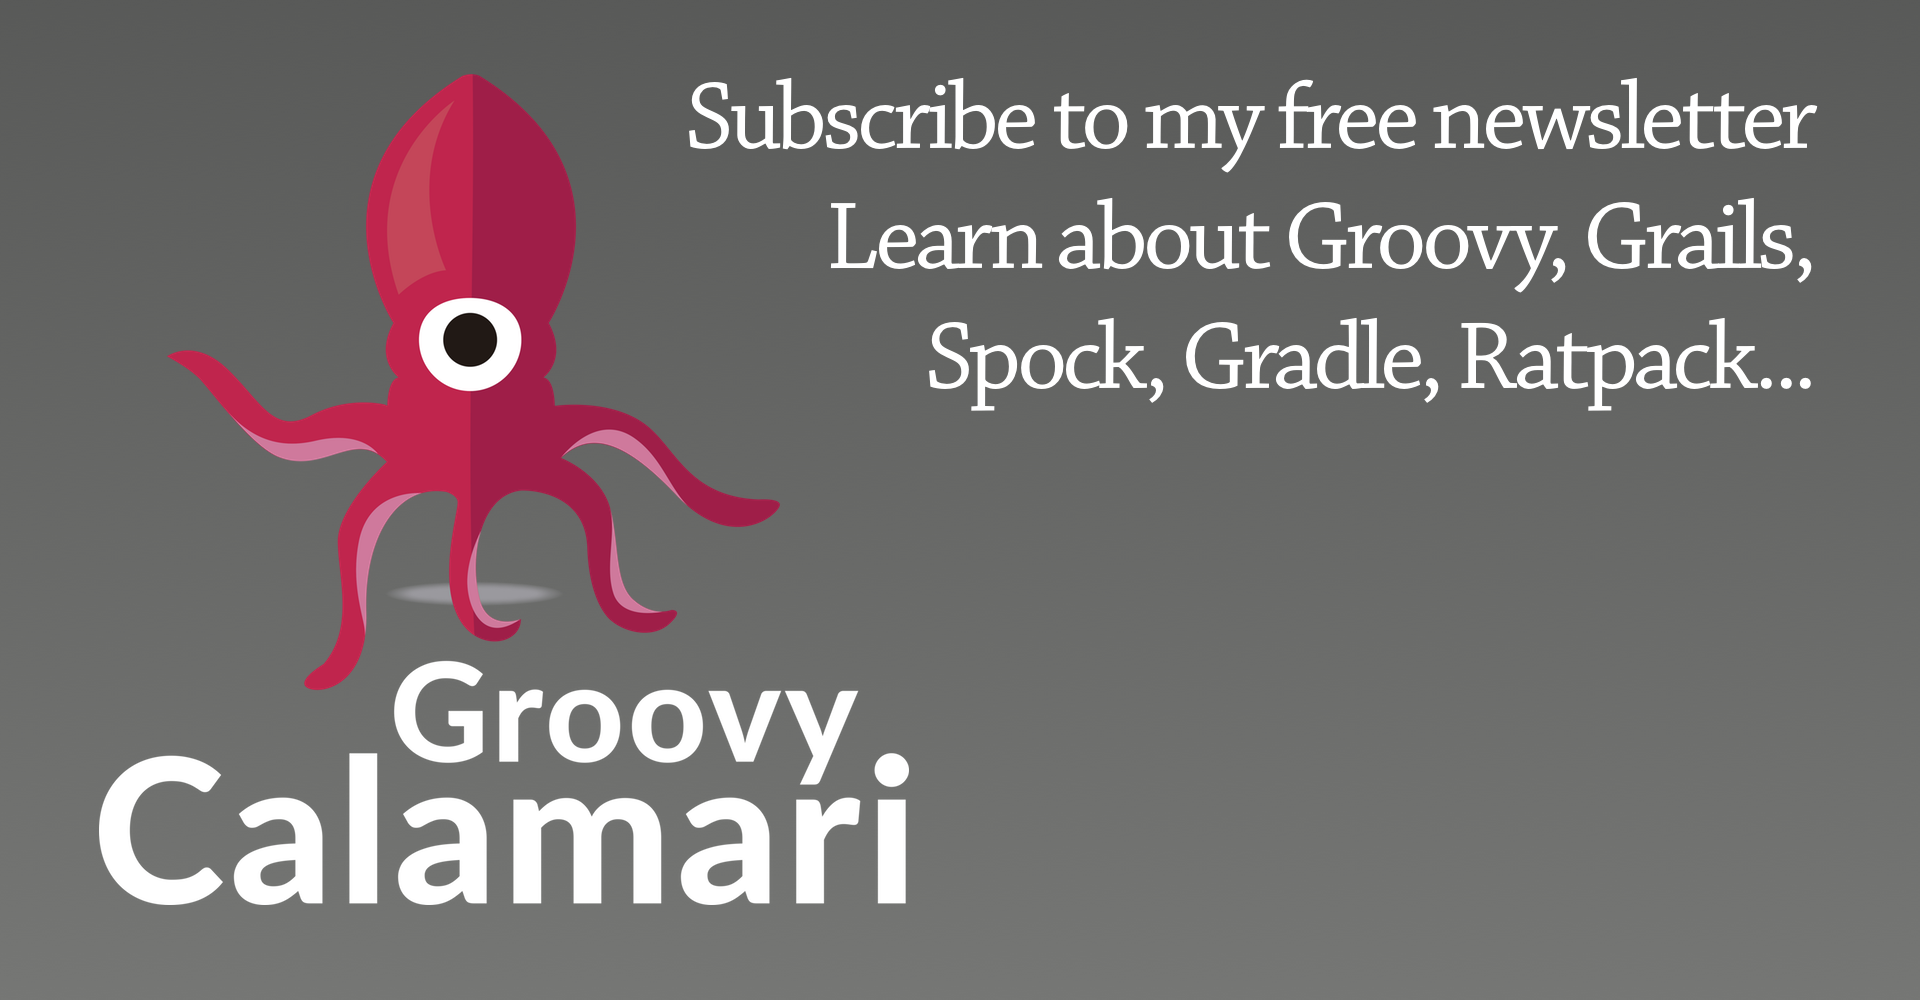 Subscribe to my free newsletter
Learn about Groovy, Grails,
Spock, Gradle, Ratpack...
Groovy
Calamari